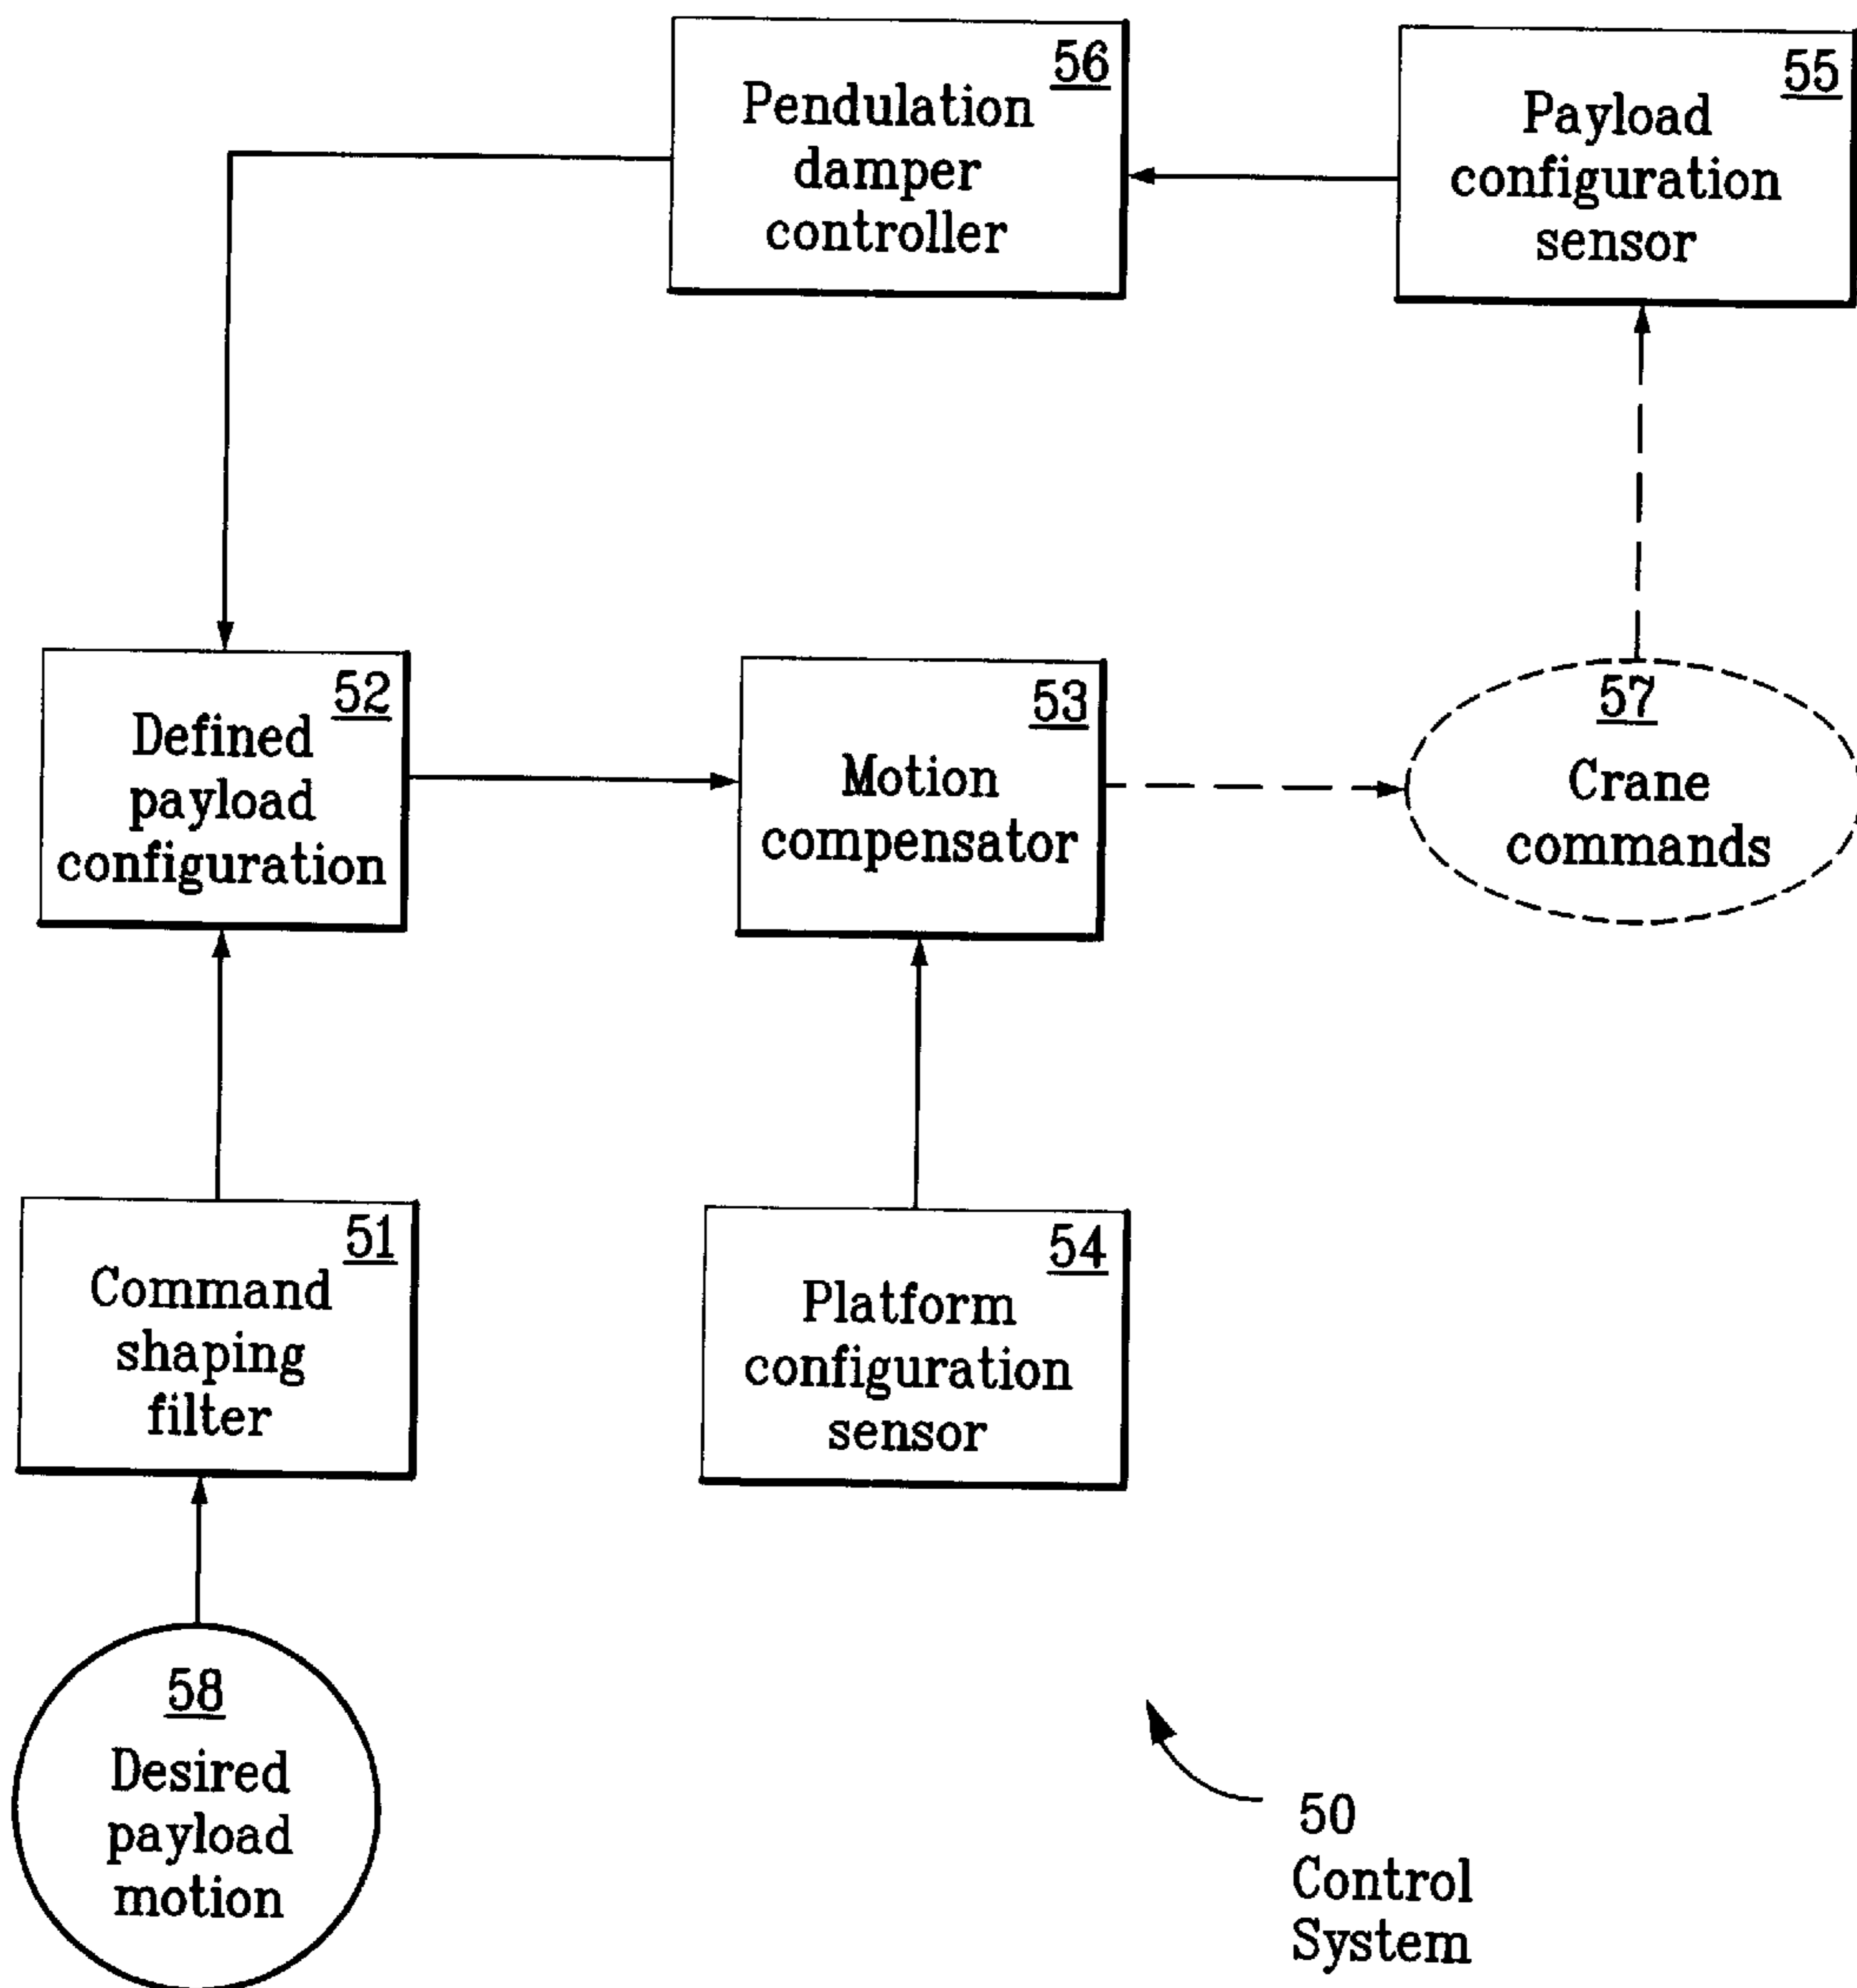 56
Pendulation
damper
controller
55
Payload
configuration
sensor
52
Defined
payload
configuration
53
Motion
compensator
57
Crane
commands
51
Command
shaping
filter
54
Platform
configuration
sensor
58
Desired
payload
motion
50
Control
System